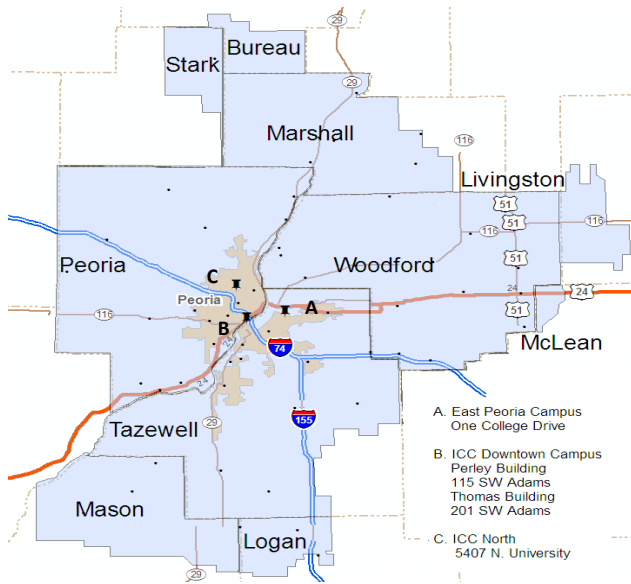 29
Bureau
Stark
29
Marshall
116
Livingston
51
51
116
116
C
Peoria
Woodford
51
Peoria
24
24
A
116
B
51
McLean
24
74
24
155
A. East Peoria Campus
One College Drive
29
Tazewell
B. ICC Downtown Campus
Perley Building
115 SW Adams
Thomas Building
201 SW Adams
Mason
Logan
C. ICC North
5407 N. University
29